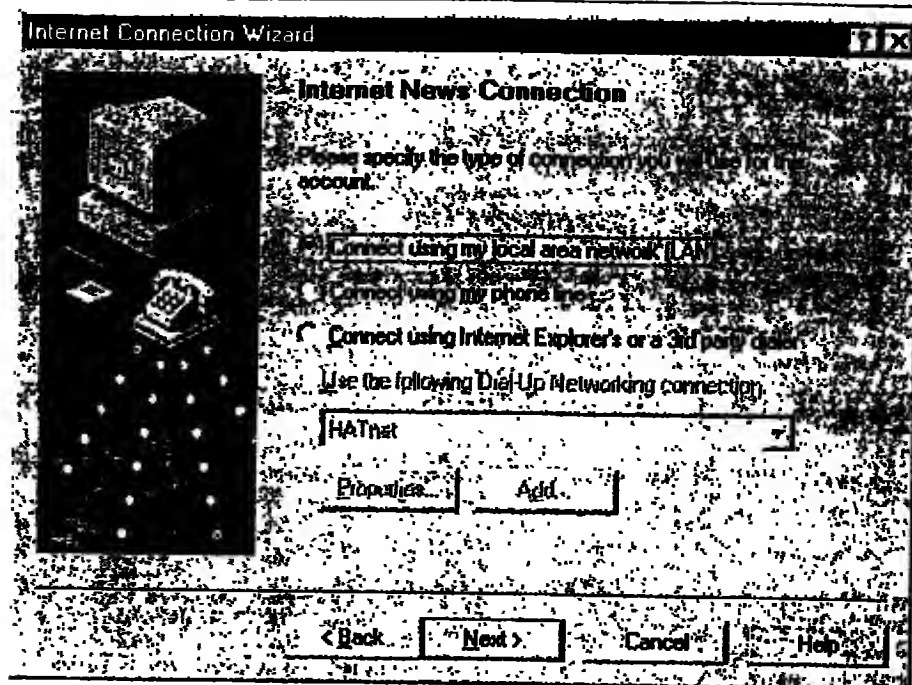 Internet Connection Wizard
Internet News Connection
Please specify the type of connection you will use for this
account.
Connect using my local area network (LAN)
Connect using my phone line
Connect using Internet Explorer's or a 3rd party dialer
Use the following Dial-Up Networking connection
HATnet
Properties... Add...
< Back Next > Cancel Help